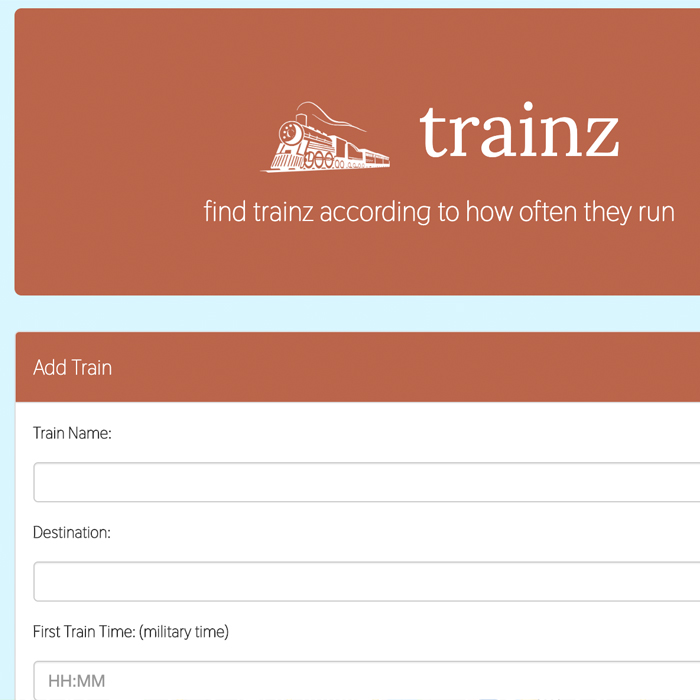 trainz
find trainz according to how often they run
Add Train
Train Name:
Destination:
First Train Time: (military time)
HH:MM